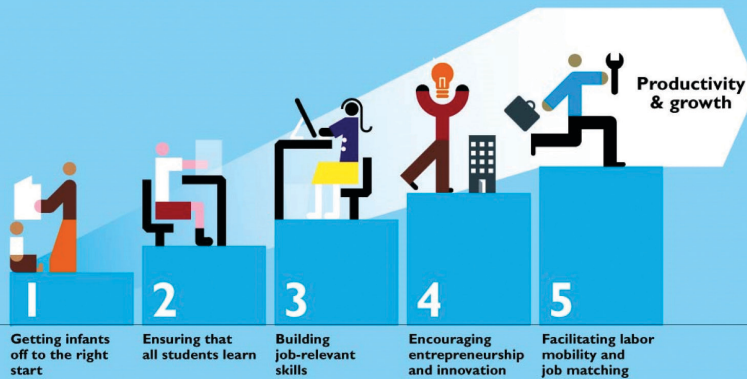 Productivity
& growth
1
2
3
4
5
Getting infants
off to the right
start
Ensuring that
all students learn
Building
job-relevant
skills
Encouraging
entrepreneurship
and innovation
Facilitating labor
mobility and
job matching